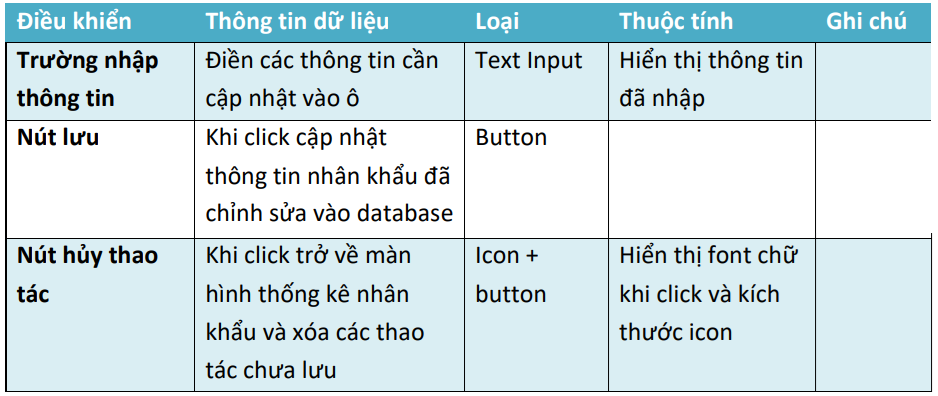 Điều khiển Thông tin dữ liệu Loại Thuộc tính Ghi chú
Trường nhập Điền các thông tin cần Text Input Hiển thị thông tin
thông tin cập nhật vào ô đã nhập
Nút lưu Khi click cập nhật Button
thông tin nhân khẩu đã
chỉnh sửa vào database
Nút hủy thao Khi click trở về màn Icon + Hiển thị font chữ
tác hình thống kê nhân button khi click và kích
khẩu và xóa các thao thước icon
tác chưa lưu